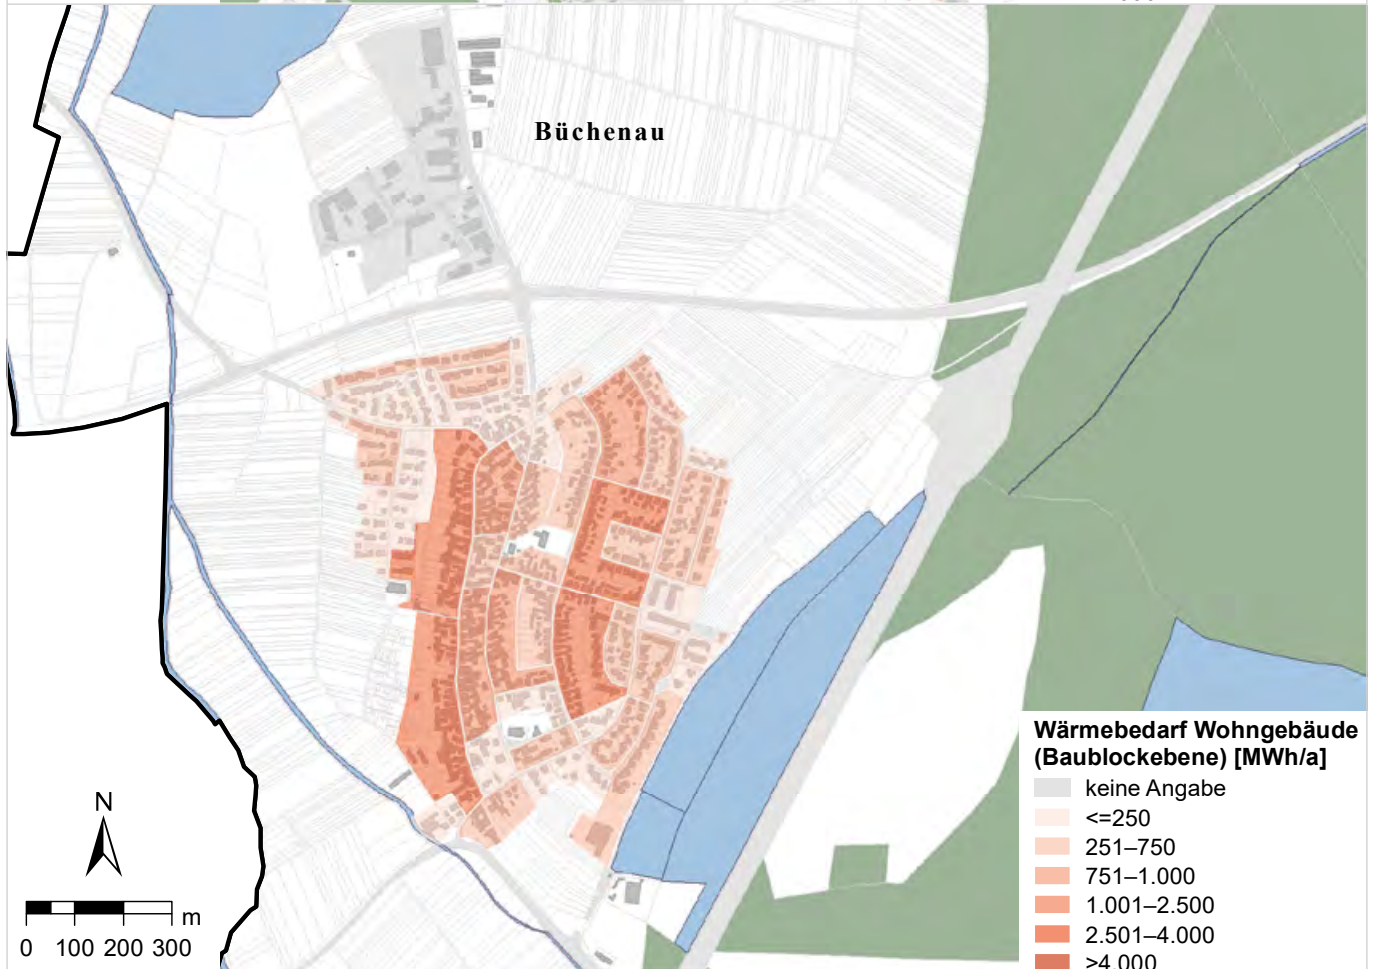 Büchenau
Wärmebedarf Wohngebäude
(Baublockebene) [MWh/a]
keine Angabe
<=250
251–750
751–1.000
1.001–2.500
2.501–4.000
>4.000
N
m
0 100 200 300